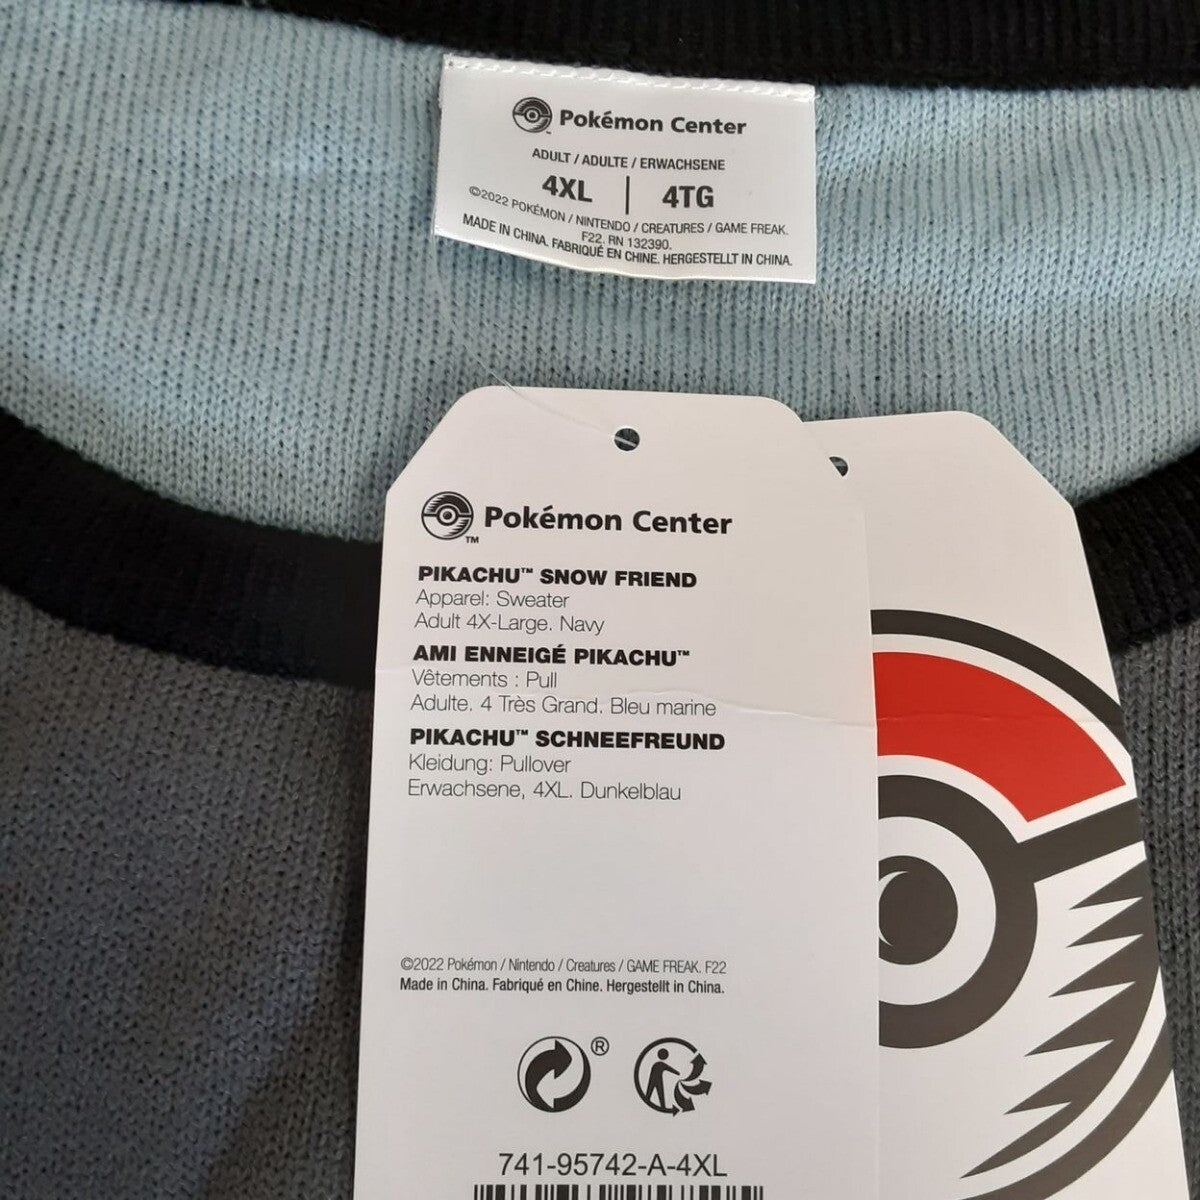 Pokémon Center
ADULT / ADULTE / ERWACHSENE
4XL | 4TG
©2022 POKÉMON / NINTENDO / CREATURES / GAME FREAK.
F22. RN 132390.
MADE IN CHINA. FABRIQUÉ EN CHINE. HERGESTELLT IN CHINA.
Pokémon Center
TM
PIKACHU™ SNOW FRIEND
Apparel: Sweater
Adult 4X-Large. Navy
AMI ENNEIGÉ PIKACHU™
Vêtements : Pull
Adulte. 4 Très Grand. Bleu marine
PIKACHU™ SCHNEEFREUND
Kleidung: Pullover
Erwachsene, 4XL. Dunkelblau
©2022 Pokémon / Nintendo / Creatures / GAME FREAK. F22
Made in China. Fabriqué en Chine. Hergestellt in China.
®
741-95742-A-4XL